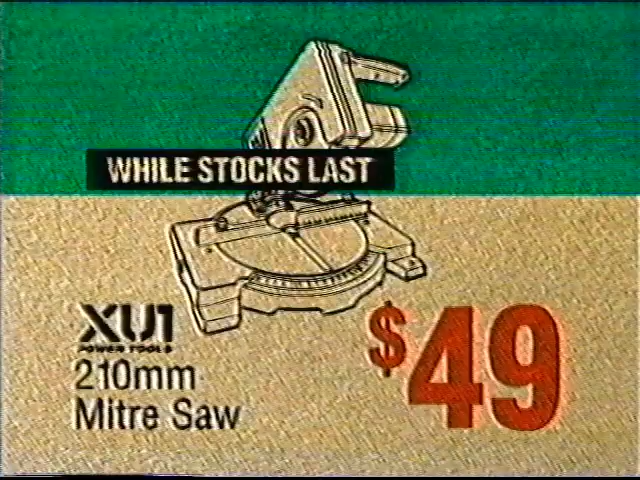 WHILE STOCKS LAST
XU1
POWER TOOLS
210mm
Mitre Saw
$49